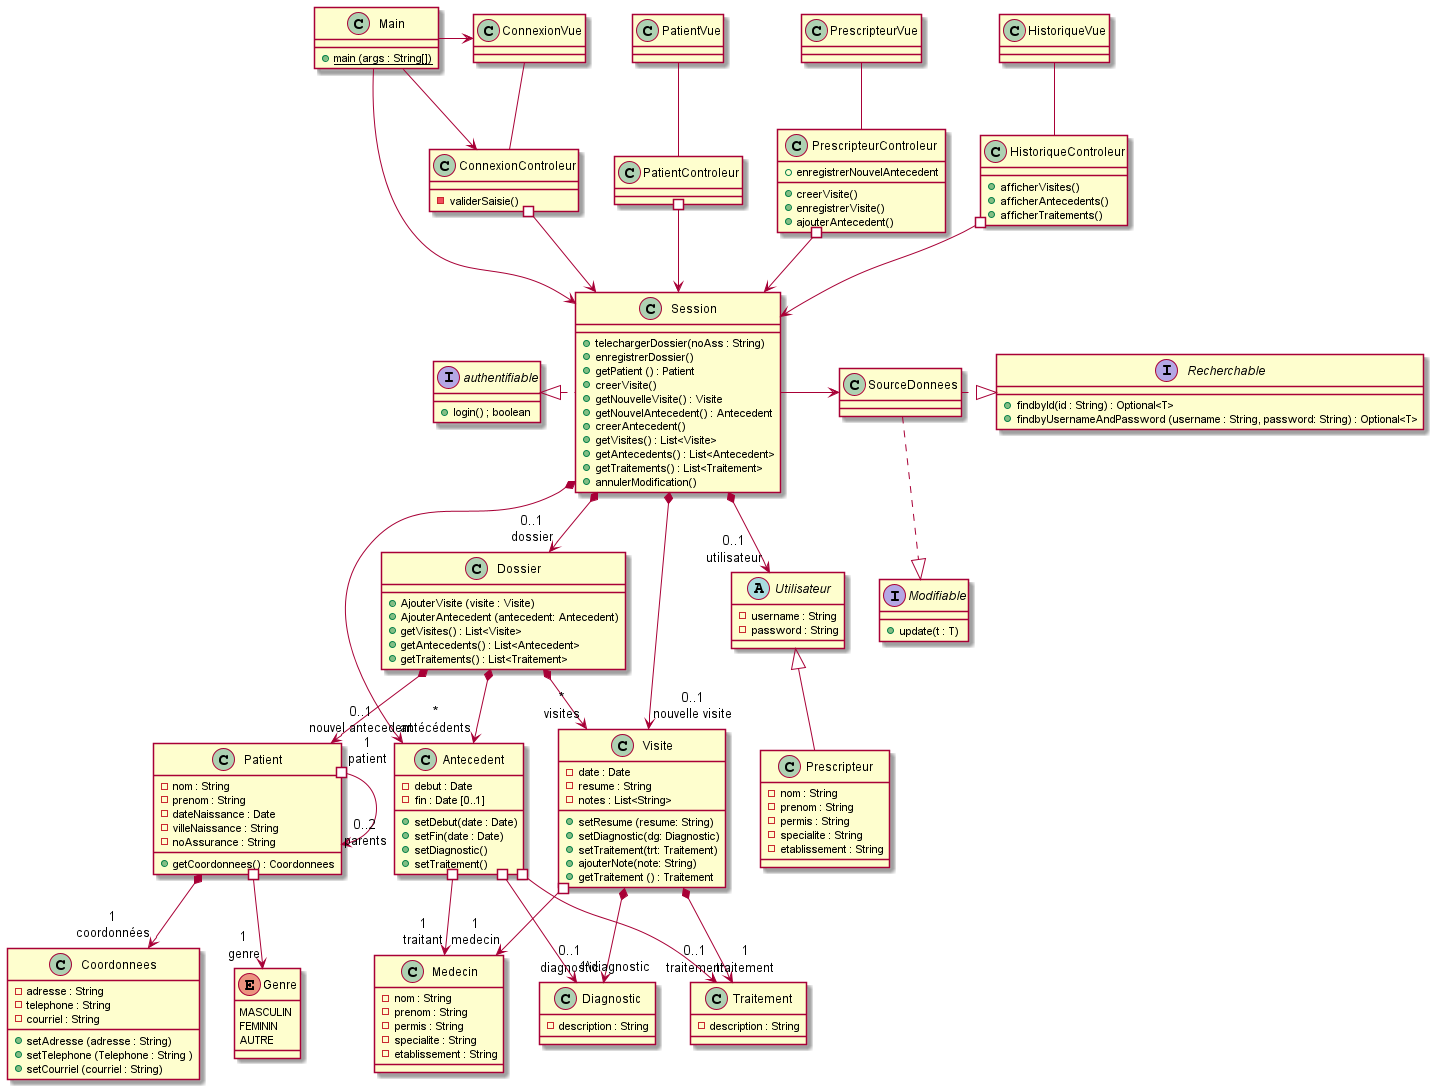 C Main
main (args : String[])
C ConnexionVue
C PatientVue
C PrescripteurVue
C HistoriqueVue
C ConnexionControleur
validerSaisie()
C PatientControleur
C PrescripteurControleur
enregistrerNouvelAntecedent
creerVisite()
enregistrerVisite()
ajouterAntecedent()
C HistoriqueControleur
afficherVisites()
afficherAntecedents()
afficherTraitements()
C Session
telechargerDossier(noAss : String)
enregistrerDossier()
getPatient () : Patient
creerVisite()
getNouvelleVisite() : Visite
getNouvelAntecedent() : Antecedent
creerAntecedent()
getVisites() : List<Visite>
getAntecedents() : List<Antecedent>
getTraitements() : List<Traitement>
annulerModification()
I authentifiable
login() ; boolean
C SourceDonnees
I Recherchable
findbyId(id : String) : Optional<T>
findbyUsernameAndPassword (username : String, password: String) : Optional<T>
0..1
dossier
0..1
utilisateur
C Dossier
AjouterVisite (visite : Visite)
AjouterAntecedent (antecedent: Antecedent)
getVisites() : List<Visite>
getAntecedents() : List<Antecedent>
getTraitements() : List<Traitement>
A Utilisateur
username : String
password : String
I Modifiable
update(t : T)
0..1
nouvel antecedent
1
patient
*
antécédents
*
visites
0..1
nouvelle visite
C Patient
nom : String
prenom : String
dateNaissance : Date
villeNaissance : String
noAssurance : String
getCoordonnees() : Coordonnees
0..2
parents
C Antecedent
debut : Date
fin : Date [0..1]
setDebut(date : Date)
setFin(date : Date)
setDiagnostic()
setTraitement()
C Visite
date : Date
resume : String
notes : List<String>
setResume (resume: String)
setDiagnostic(dg: Diagnostic)
setTraitement(trt: Traitement)
ajouterNote(note: String)
getTraitement () : Traitement
C Prescripteur
nom : String
prenom : String
permis : String
specialite : String
etablissement : String
1
coordonnées
1
genre
1
traitant
1
medecin
0..1
diagnostic
diagnostic
0..1
traitement
1
traitement
C Coordonnees
adresse : String
telephone : String
courriel : String
setAdresse (adresse : String)
setTelephone (Telephone : String )
setCourriel (courriel : String)
E Genre
MASCULIN
FEMININ
AUTRE
C Medecin
nom : String
prenom : String
permis : String
specialite : String
etablissement : String
C Diagnostic
description : String
C Traitement
description : String